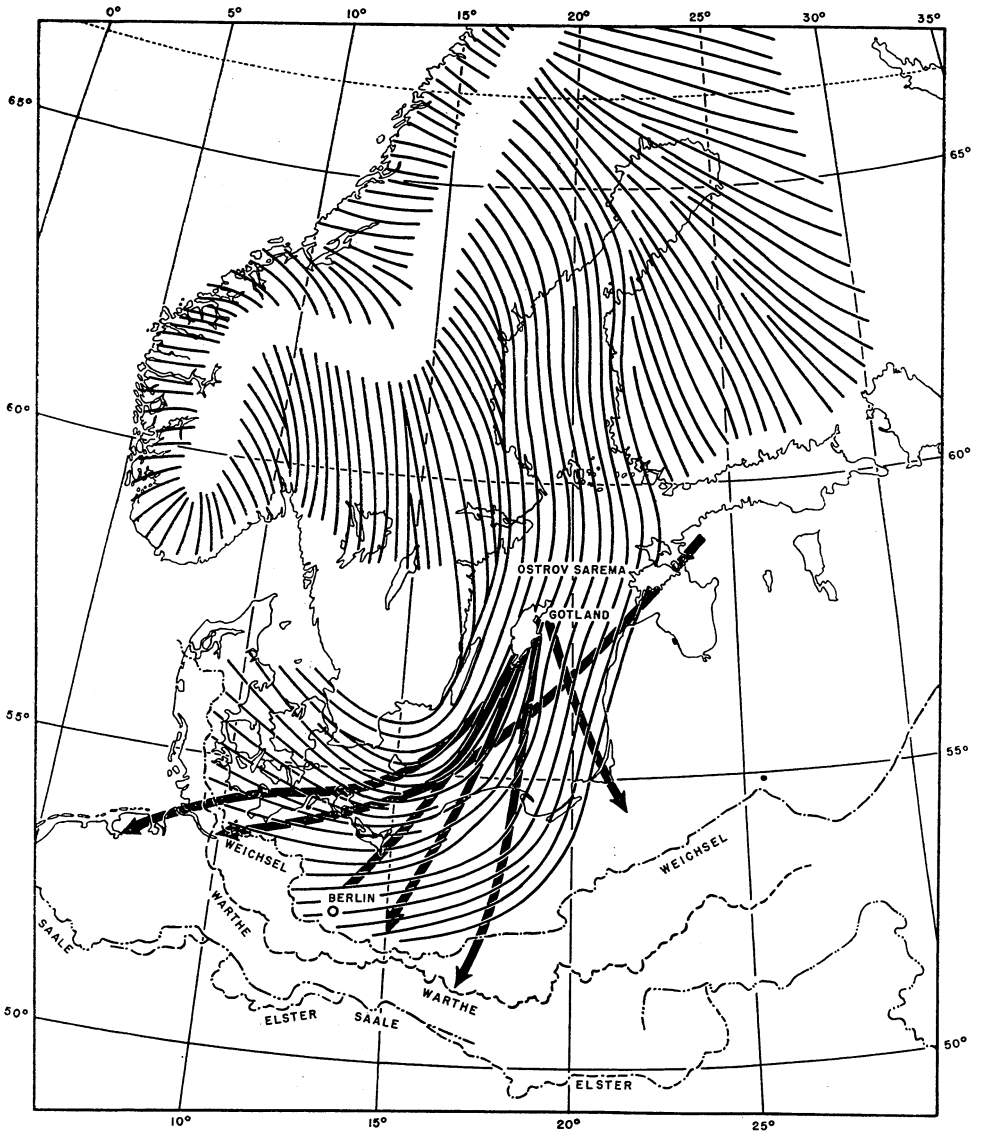 0° 5° 10° 15° 20° 25° 30° 35°
65°
65°
60°
60°
OSTROV SAREMA
GOTLAND
55°
55°
WEICHSEL
WEICHSEL
BERLIN
WARTHE
SAALE
WARTHE
ELSTER SAALE
50°
50°
ELSTER
10° 15° 20° 25°